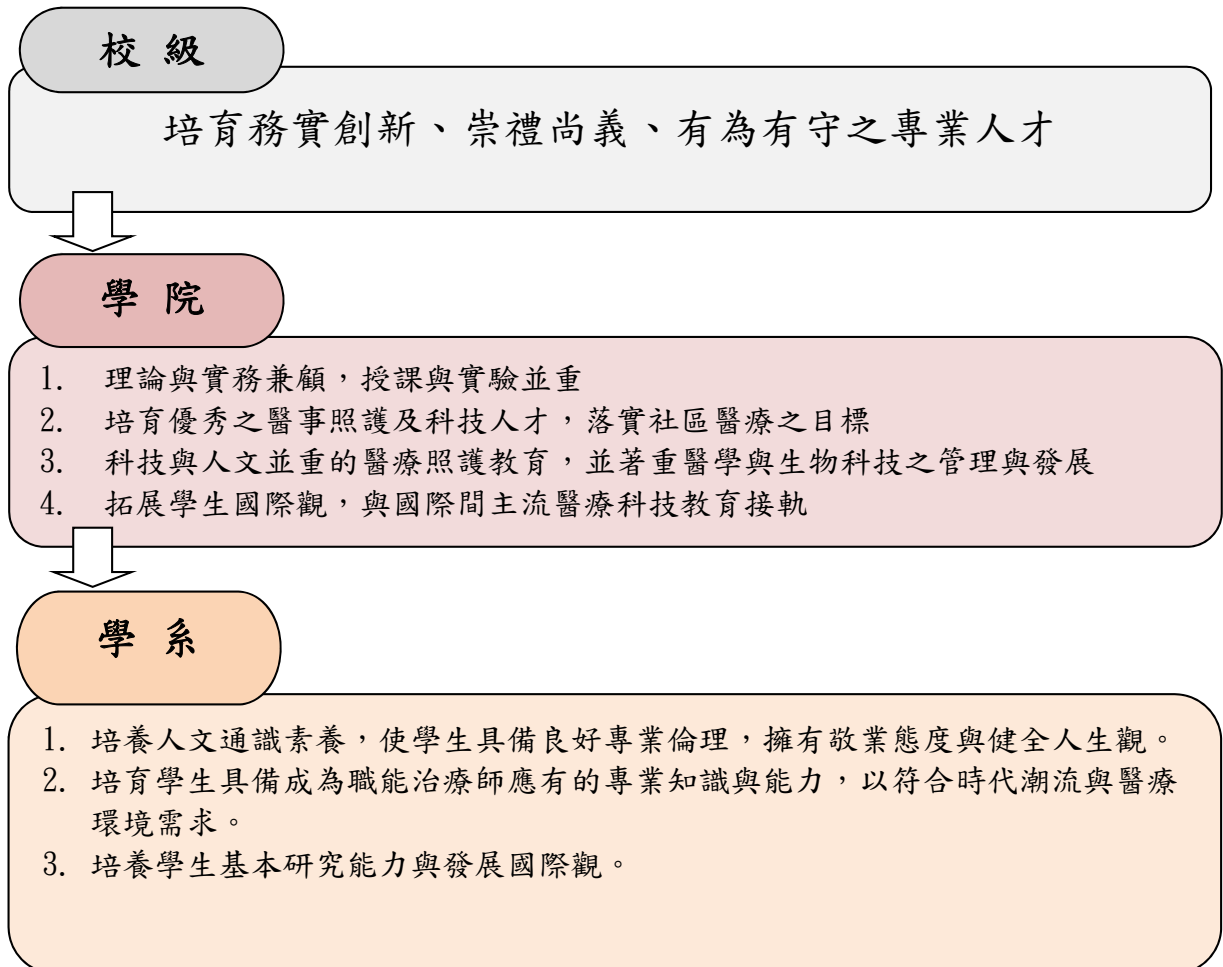 校 級
培育務實創新、崇禮尚義、有為有守之專業人才
學 院
1. 理論與實務兼顧，授課與實驗並重
2. 培育優秀之醫事照護及科技人才，落實社區醫療之目標
3. 科技與人文並重的醫療照護教育，並著重醫學與生物科技之管理與發展
4. 拓展學生國際觀，與國際間主流醫療科技教育接軌
學 系
1. 培養人文通識素養，使學生具備良好專業倫理，擁有敬業態度與健全人生觀。
2. 培育學生具備成為職能治療師應有的專業知識與能力，以符合時代潮流與醫療
環境需求。
3. 培養學生基本研究能力與發展國際觀。